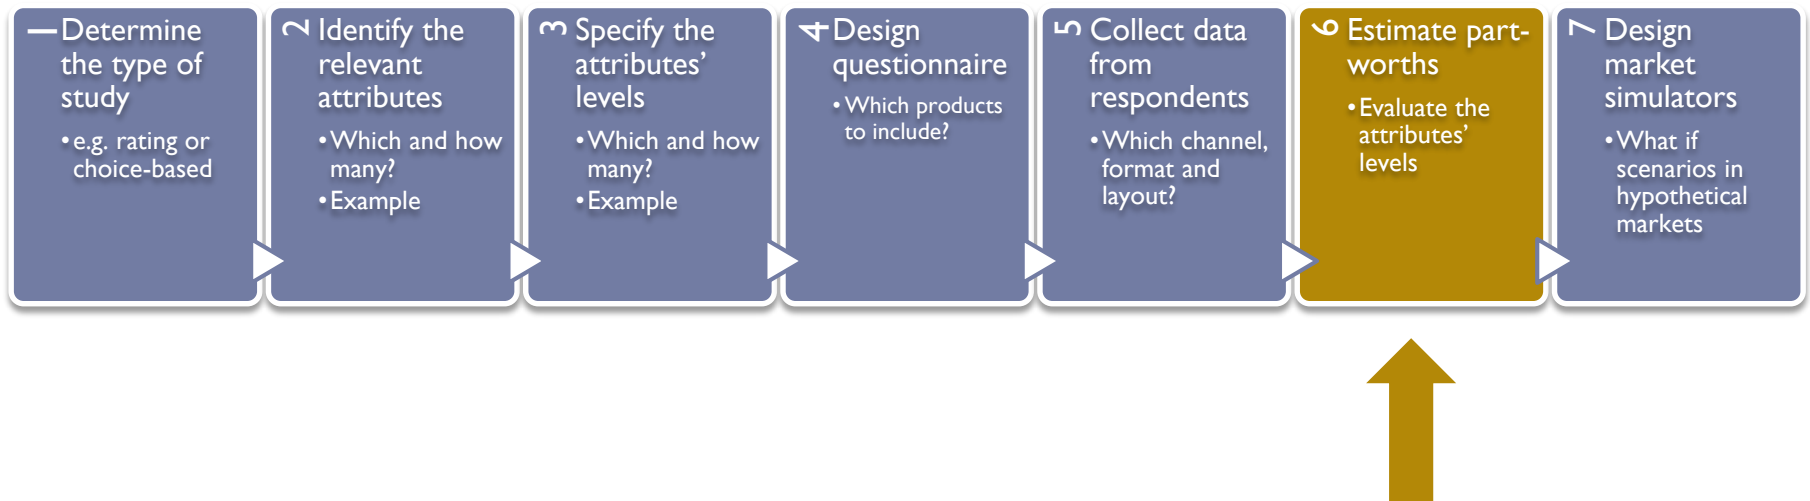 1 Determine
the type of
study
• e.g. rating or
choice-based
2 Identify the
relevant
attributes
• Which and how
many?
• Example
3 Specify the
attributes’
levels
• Which and how
many?
• Example
4 Design
questionnaire
• Which products
to include?
5 Collect data
from
respondents
• Which channel,
format and
layout?
6 Estimate part-
worths
• Evaluate the
attributes’
levels
7 Design
market
simulators
• What if
scenarios in
hypothetical
markets